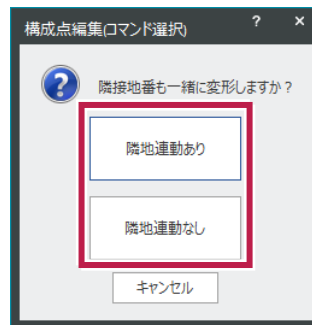 構成点編集(コマンド選択) ? ×
?
隣接地番も一緒に変形しますか?
隣地連動あり
隣地連動なし
キャンセル